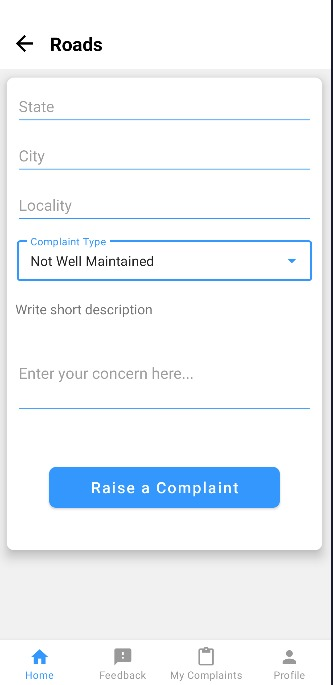 Roads
State
City
Locality
Complaint Type
Not Well Maintained
Write short description
Enter your concern here...
Raise a Complaint
Home Feedback My Complaints Profile